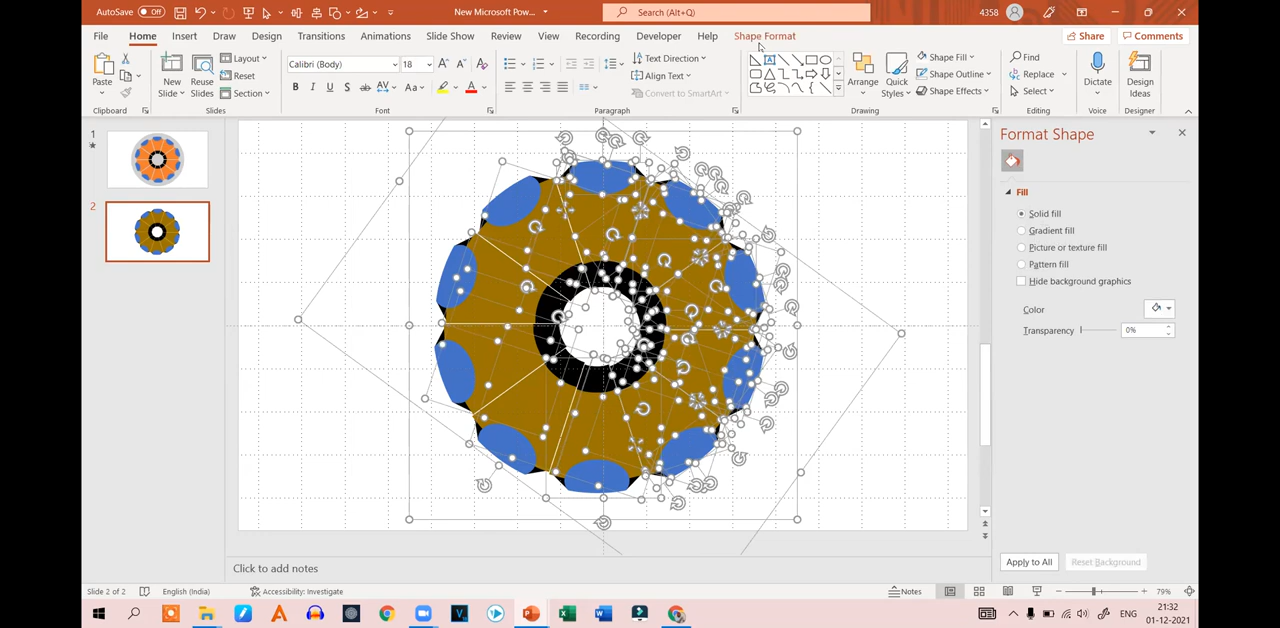 AutoSave Off New Microsoft Pow... Search (Alt+Q) 4358
File Home Insert Draw Design Transitions Animations Slide Show Review View Recording Developer Help Shape Format Share Comments
Paste New Slide Reuse Slides Layout Reset Section Calibri (Body) 18 Text Direction Align Text Convert to SmartArt Arrange Quick Styles Shape Fill Shape Outline Shape Effects Find Replace Select Dictate Design Ideas
B I U S ab AV Aa A
Clipboard Slides Font Paragraph Drawing Editing Voice Designer
1
2
Format Shape
Fill
Solid fill
Gradient fill
Picture or texture fill
Pattern fill
Hide background graphics
Color
Transparency 0%
Apply to All Reset Background
Click to add notes
Slide 2 of 2 English (India) Accessibility: Investigate Notes 79%
ENG 21:32
01-12-2021